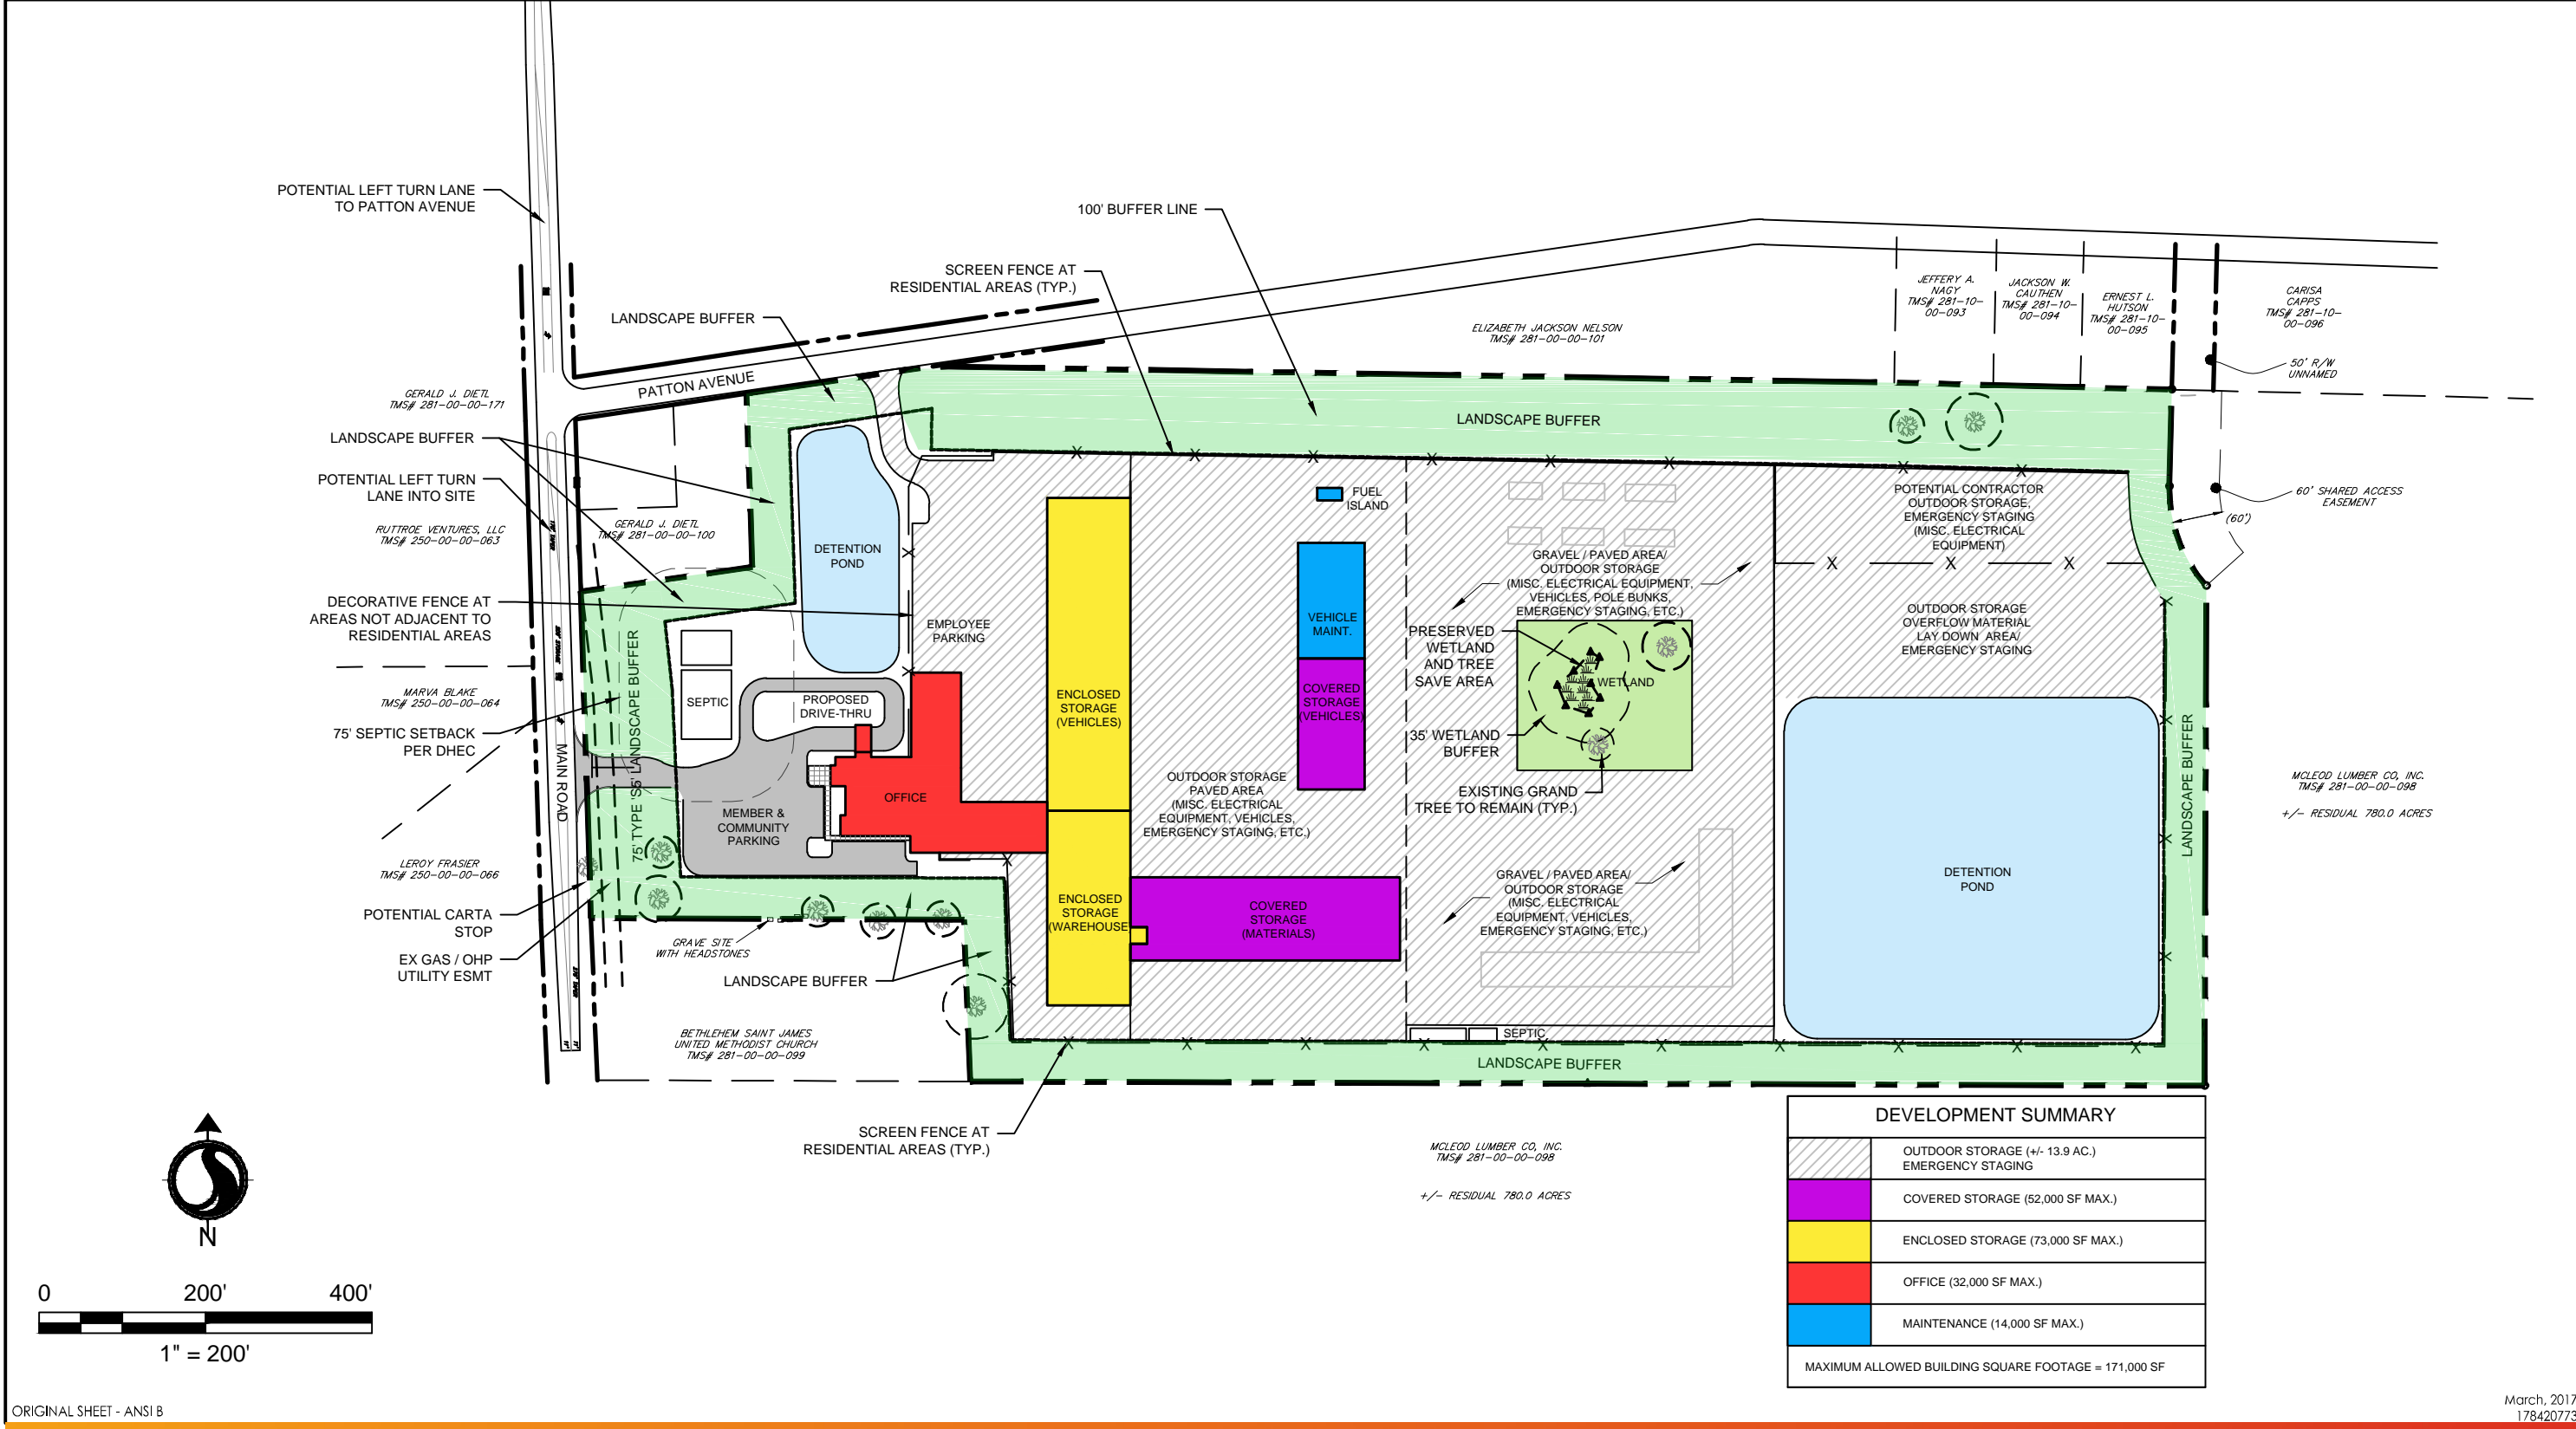 POTENTIAL LEFT TURN LANE
TO PATTON AVENUE
100' BUFFER LINE
SCREEN FENCE AT
RESIDENTIAL AREAS (TYP.)
LANDSCAPE BUFFER
ELIZABETH JACKSON NELSON
TMS# 281-00-00-101
JEFFERY A.
NAGY
TMS# 281-10-
00-093
JACKSON W.
CAUTHEN
TMS# 281-10-
00-094
ERNEST L.
HUTSON
TMS# 281-10-
00-095
CARISA
CAPPS
TMS# 281-10-
00-096
50' R/W
UNNAMED
PATTON AVENUE
GERALD J. DIETL
TMS# 281-00-00-171
LANDSCAPE BUFFER
LANDSCAPE BUFFER
POTENTIAL LEFT TURN
LANE INTO SITE
RUTTROE VENTURES, LLC
TMS# 250-00-00-063
GERALD J. DIETL
TMS# 281-00-00-100
DETENTION
POND
FUEL
ISLAND
POTENTIAL CONTRACTOR
OUTDOOR STORAGE,
EMERGENCY STAGING
(MISC. ELECTRICAL
EQUIPMENT)
60' SHARED ACCESS
EASEMENT
(60')
GRAVEL / PAVED AREA/
OUTDOOR STORAGE
(MISC. ELECTRICAL EQUIPMENT,
VEHICLES, POLE BUNKS,
EMERGENCY STAGING, ETC.)
DECORATIVE FENCE AT
AREAS NOT ADJACENT TO
RESIDENTIAL AREAS
EMPLOYEE
PARKING
VEHICLE
MAINT.
PRESERVED
WETLAND
AND TREE
SAVE AREA
WETLAND
OUTDOOR STORAGE
OVERFLOW MATERIAL
LAY DOWN AREA/
EMERGENCY STAGING
MARVA BLAKE
TMS# 250-00-00-064
75' SEPTIC SETBACK
PER DHEC
75' TYPE 'S5' LANDSCAPE BUFFER
SEPTIC
PROPOSED
DRIVE-THRU
ENCLOSED
STORAGE
(VEHICLES)
COVERED
STORAGE
(VEHICLES)
35' WETLAND
BUFFER
MAIN ROAD
OFFICE
OUTDOOR STORAGE
PAVED AREA
(MISC. ELECTRICAL
EQUIPMENT, VEHICLES,
EMERGENCY STAGING, ETC.)
EXISTING GRAND
TREE TO REMAIN (TYP.)
LANDSCAPE BUFFER
MCLEOD LUMBER CO, INC.
TMS# 281-00-00-098
+/- RESIDUAL 780.0 ACRES
MEMBER &
COMMUNITY
PARKING
LEROY FRASIER
TMS# 250-00-00-066
POTENTIAL CARTA
STOP
EX GAS / OHP
UTILITY ESMT
GRAVE SITE
WITH HEADSTONES
LANDSCAPE BUFFER
ENCLOSED
STORAGE
(WAREHOUSE
COVERED
STORAGE
(MATERIALS)
GRAVEL / PAVED AREA/
OUTDOOR STORAGE
(MISC. ELECTRICAL
EQUIPMENT, VEHICLES,
EMERGENCY STAGING, ETC.)
DETENTION
POND
BETHLEHEM SAINT JAMES
UNITED METHODIST CHURCH
TMS# 281-00-00-099
SEPTIC
LANDSCAPE BUFFER
SCREEN FENCE AT
RESIDENTIAL AREAS (TYP.)
MCLEOD LUMBER CO, INC.
TMS# 281-00-00-098
+/- RESIDUAL 780.0 ACRES
DEVELOPMENT SUMMARY
OUTDOOR STORAGE (+/- 13.9 AC.)
EMERGENCY STAGING
COVERED STORAGE (52,000 SF MAX.)
ENCLOSED STORAGE (73,000 SF MAX.)
OFFICE (32,000 SF MAX.)
MAINTENANCE (14,000 SF MAX.)
MAXIMUM ALLOWED BUILDING SQUARE FOOTAGE = 171,000 SF
N
0 200' 400'
1" = 200'
ORIGINAL SHEET - ANSI B
March, 2017
178420773